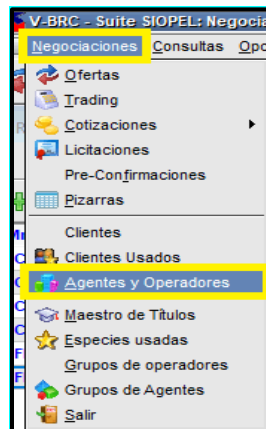 V-BRC - Suite SIOPEL: Negocia
Negociaciones Consultas Opc
Ofertas
Trading
Cotizaciones
Licitaciones
Pre-Confirmaciones
Pizarras
Clientes
Clientes Usados
Agentes y Operadores
Maestro de Títulos
Especies usadas
Grupos de operadores
Grupos de Agentes
Salir